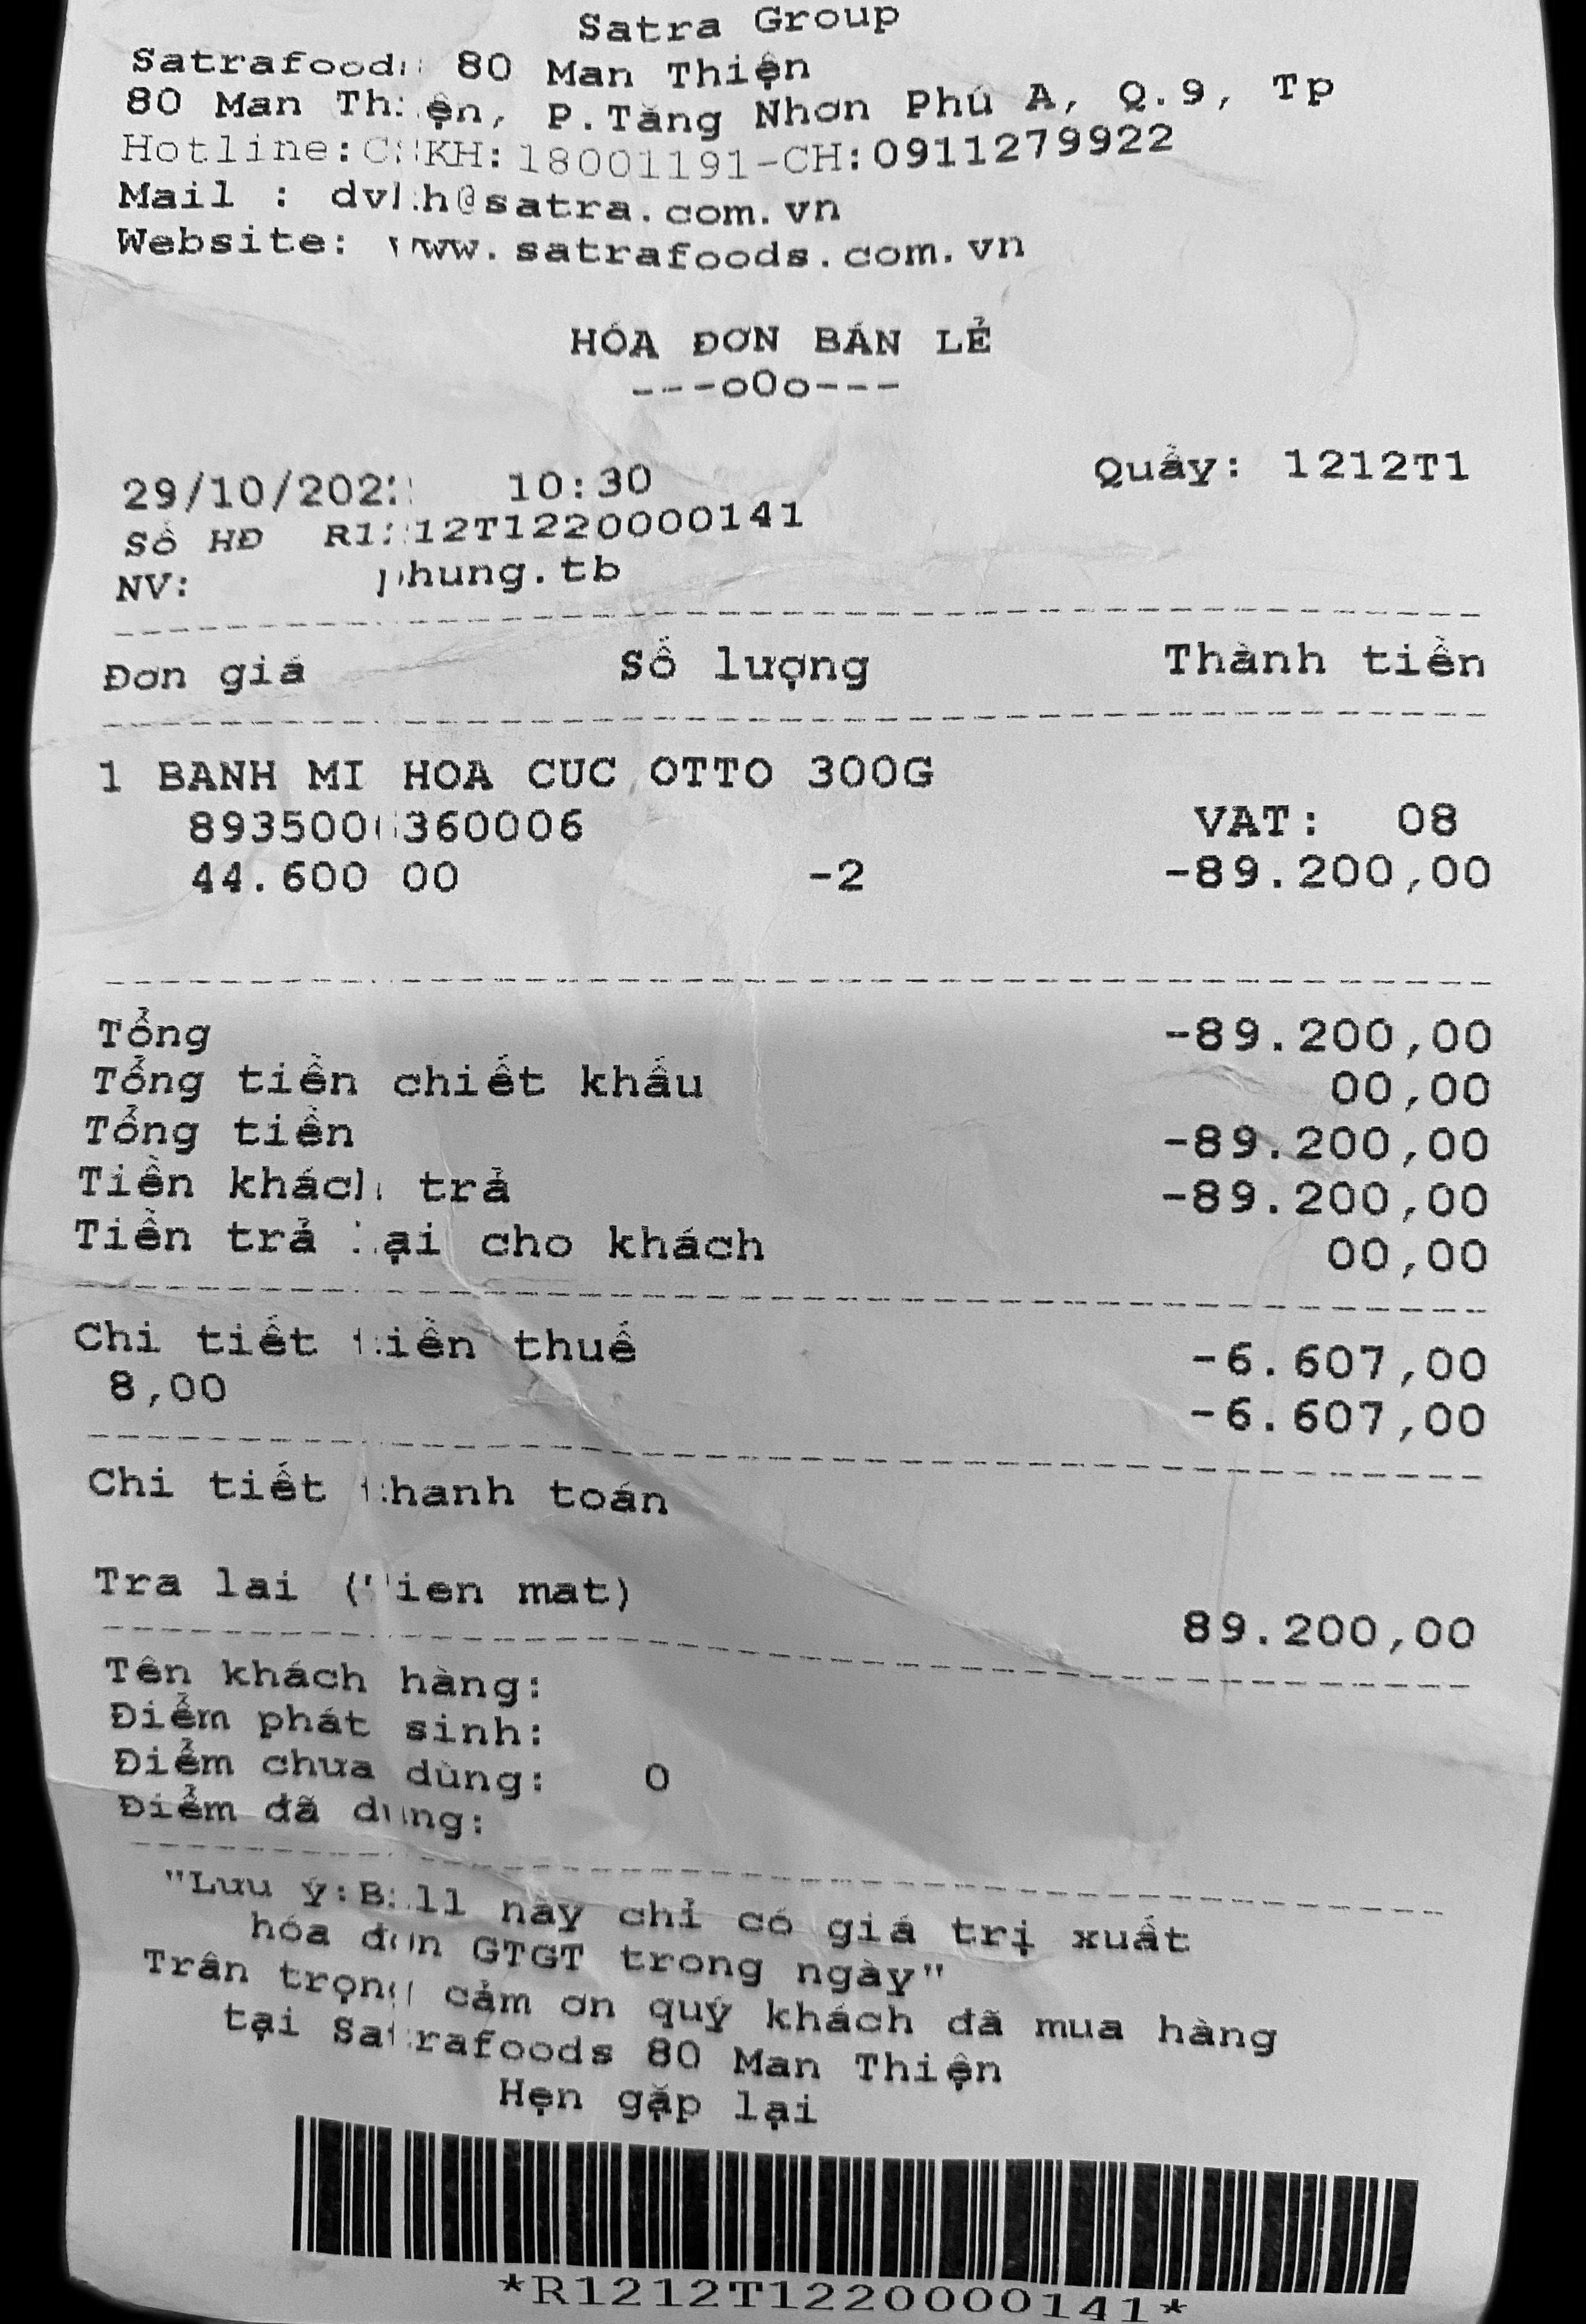 Satra Group
Satrafoods 80 Man Thiện
80 Man Thiện, P.Tăng Nhơn Phú A, Q.9, Tp
Hotline:CSKH:18001191-CH:0911279922
Mail : dvkh@satra.com.vn
Website: www.satrafoods.com.vn
HÓA ĐƠN BÁN LẺ
---oOo---
29/10/2022 10:30 Quầy: 1212T1
Số HĐ R1212T1220000141
NV: phung.tb
Đơn giá Số lượng Thành tiền
1 BANH MI HOA CUC OTTO 300G
VAT: 08
44.600 00 -2 -89.200,00
Tổng -89.200,00
Tổng tiền chiết khấu 00,00
Tổng tiền -89.200,00
Tiền khách trả -89.200,00
Tiền trả lại cho khách 00,00
Chi tiết tiền thuế -6.607,00
8,00 -6.607,00
Chi tiết thanh toán
Tra lai (Tien mat) 89.200,00
Tên khách hàng:
Điểm phát sinh:
Điểm chưa dùng: 0
Điểm đã dùng:
"Lưu ý:Bill này chỉ có giá trị xuất
hóa đơn GTGT trong ngày"
Trân trọng cảm ơn quý khách đã mua hàng
tại Satrafoods 80 Man Thiện
Hẹn gặp lại
*R1212T1220000141*